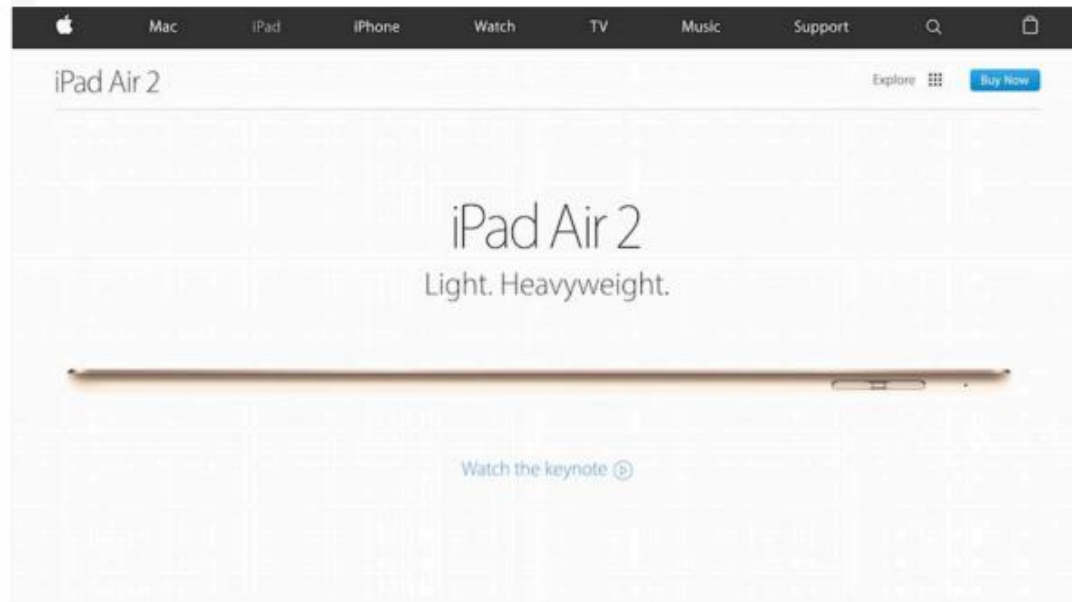 Mac iPad iPhone Watch TV Music Support
iPad Air 2
Explore
Buy Now
iPad Air 2
Light. Heavyweight.
Watch the keynote